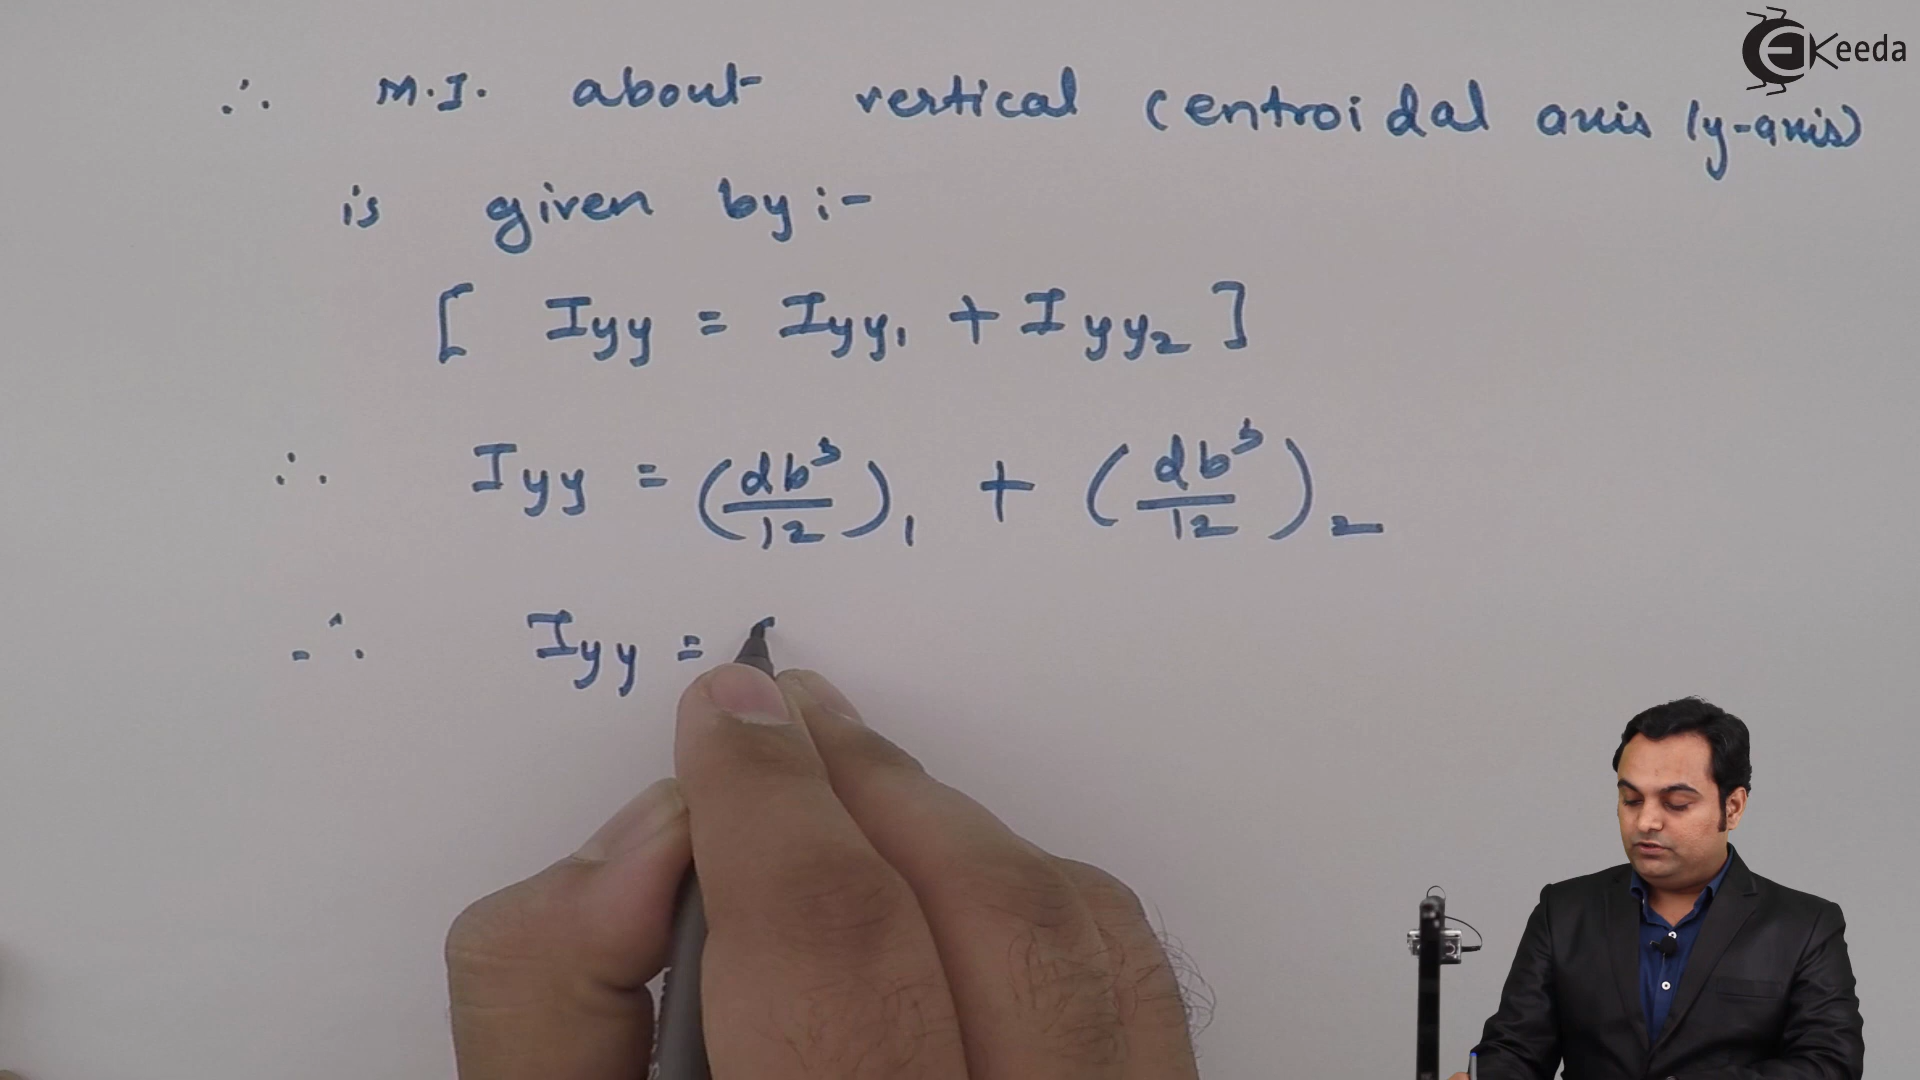 EKeeda
∴ M.I. about vertical centroidal axis (y-axis)
is given by:-
[ Iyy = Iyy₁ + Iyy₂ ]
∴ Iyy = (db³/12)₁ + (db³/12)₂
∴ Iyy =